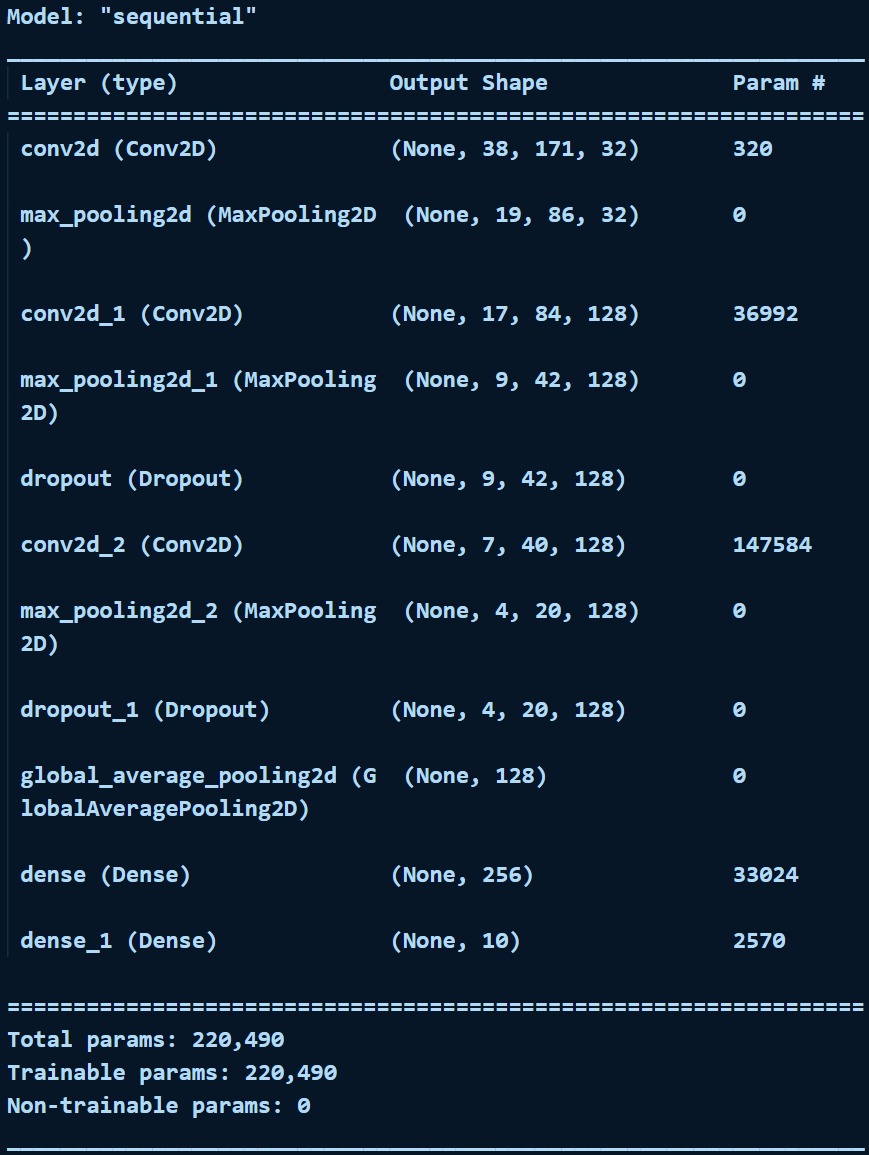 Model: "sequential"
_________________________________________________________________
Layer (type)                Output Shape              Param #
=================================================================
conv2d (Conv2D)             (None, 38, 171, 32)       320
max_pooling2d (MaxPooling2D  (None, 19, 86, 32)       0
)
conv2d_1 (Conv2D)           (None, 17, 84, 128)       36992
max_pooling2d_1 (MaxPooling  (None, 9, 42, 128)       0
2D)
dropout (Dropout)           (None, 9, 42, 128)        0
conv2d_2 (Conv2D)           (None, 7, 40, 128)        147584
max_pooling2d_2 (MaxPooling  (None, 4, 20, 128)       0
2D)
dropout_1 (Dropout)         (None, 4, 20, 128)        0
global_average_pooling2d (G  (None, 128)              0
lobalAveragePooling2D)
dense (Dense)               (None, 256)               33024
dense_1 (Dense)             (None, 10)                2570
=================================================================
Total params: 220,490
Trainable params: 220,490
Non-trainable params: 0
_________________________________________________________________